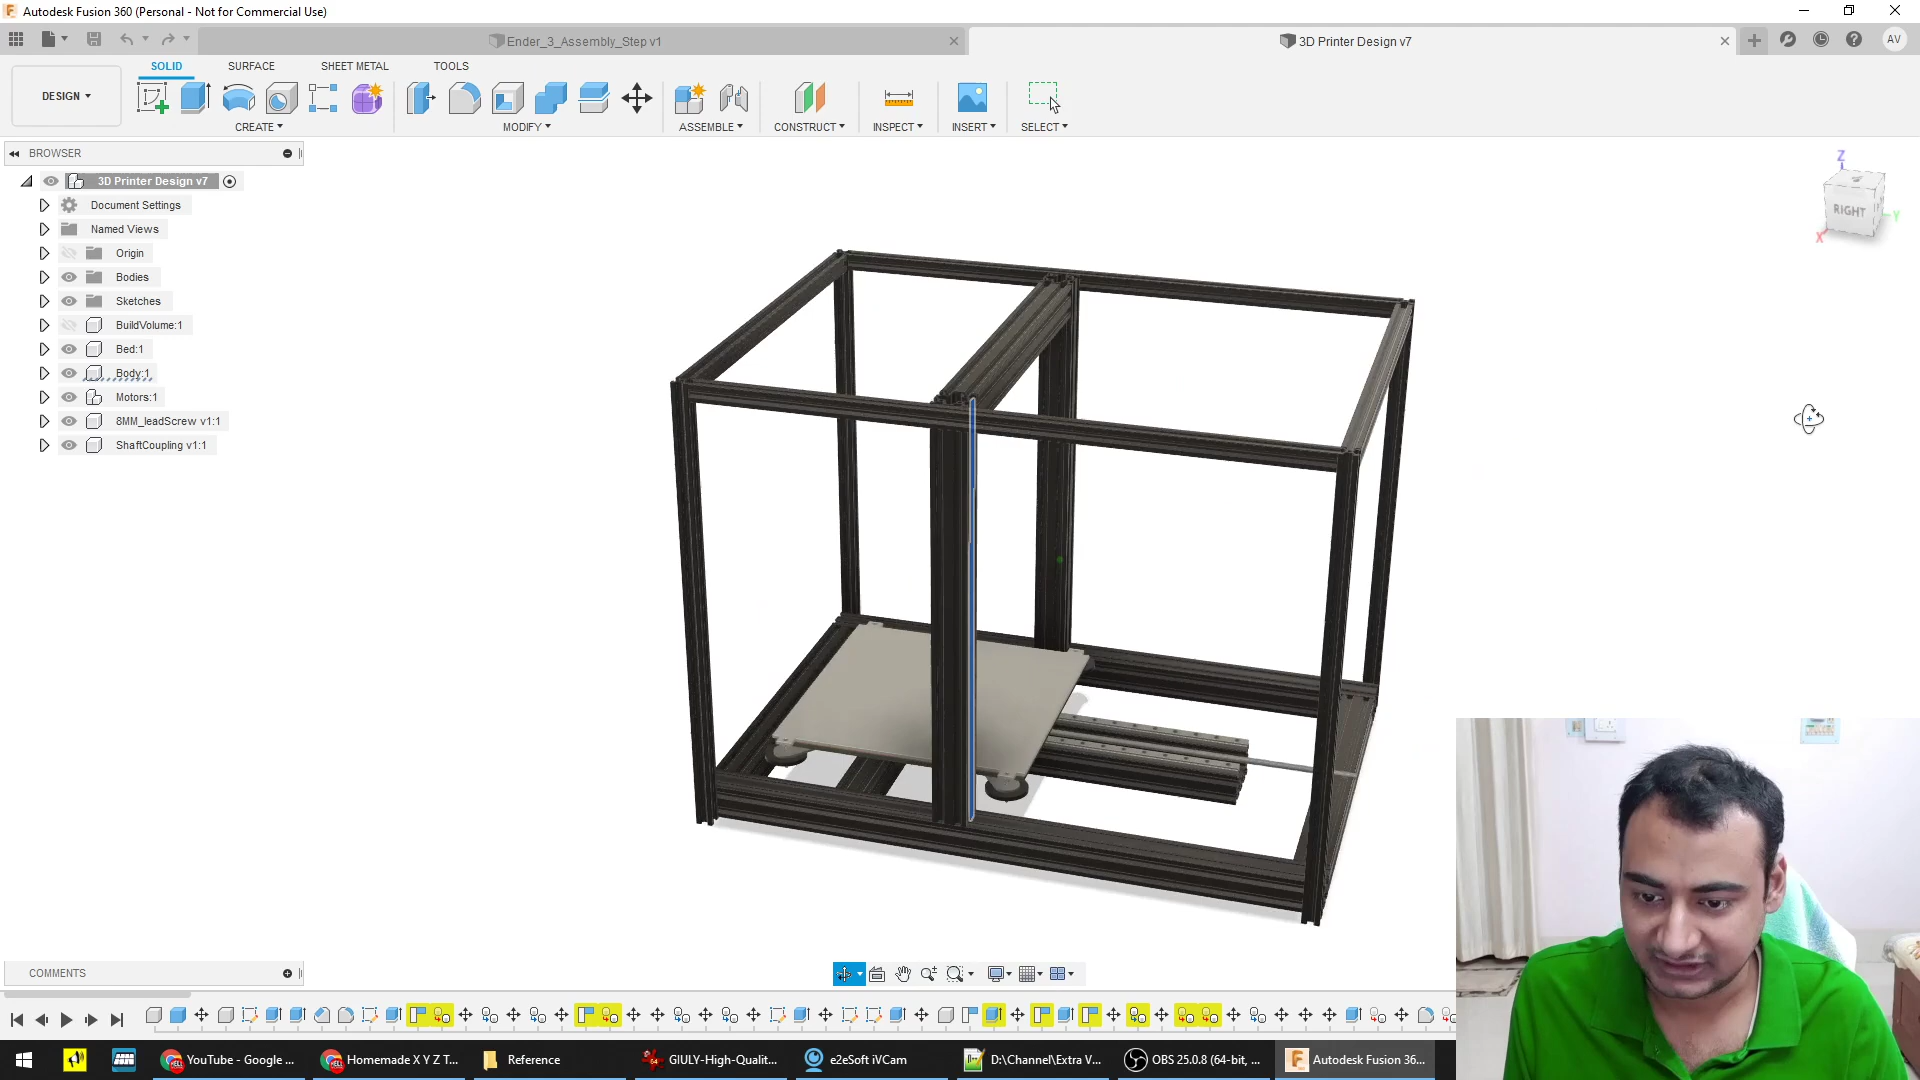 Autodesk Fusion 360 (Personal - Not for Commercial Use)
Ender_3_Assembly_Step v1
3D Printer Design v7
AV
SOLID
SURFACE
SHEET METAL
TOOLS
DESIGN
CREATE
MODIFY
ASSEMBLE
CONSTRUCT
INSPECT
INSERT
SELECT
BROWSER
3D Printer Design v7
Document Settings
Named Views
Origin
Bodies
Sketches
BuildVolume:1
Bed:1
Body:1
Motors:1
8MM_leadScrew v1:1
ShaftCoupling v1:1
Z
RIGHT
Y
X
COMMENTS
YouTube - Google ...
Homemade X Y Z T...
Reference
GIULY-High-Qualit...
e2eSoft iVCam
D:\Channel\Extra V...
OBS 25.0.8 (64-bit, ...
Autodesk Fusion 36...